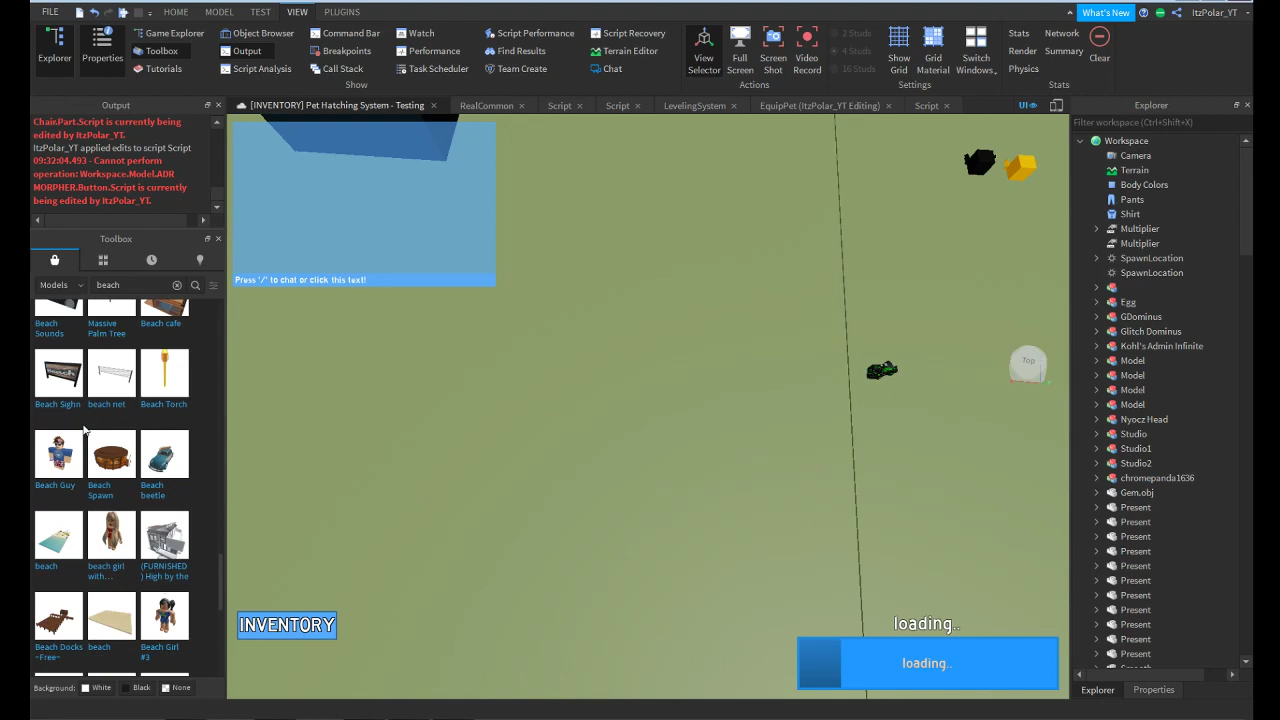 FILE HOME MODEL TEST VIEW PLUGINS What's New ItzPolar_YT
Explorer
Properties
Game Explorer
Toolbox
Tutorials
Object Browser
Output
Script Analysis
Command Bar
Breakpoints
Call Stack
Watch
Performance
Task Scheduler
Script Performance
Find Results
Team Create
Script Recovery
Terrain Editor
Chat
Show
View
Selector
Full
Screen
Screen
Shot
Video
Record
Actions
2 Studs
4 Studs
16 Studs
Show
Grid
Grid
Material
Switch
Windows
Settings
Stats
Render
Physics
Network
Summary
Clear
Stats
Output
Chair.Part.Script is currently being
edited by ItzPolar_YT.
ItzPolar_YT applied edits to script Script
09:32:04.493 - Cannot perform
operation: Workspace.Model.ADR
MORPHER.Button.Script is currently
being edited by ItzPolar_YT.
Toolbox
Models beach
Beach
Sounds
Massive
Palm Tree
Beach cafe
Beach Sighn
beach net
Beach Torch
Beach Guy
Beach
Spawn
Beach
beetle
beach
beach girl
with...
(FURNISHED
) High by the
Beach Docks
~Free~
beach
Beach Girl
#3
Background: White Black None
[INVENTORY] Pet Hatching System - Testing × RealCommon × Script × Script × LevelingSystem × EquipPet (ItzPolar_YT Editing) × Script × UI
Press '/' to chat or click this text!
Top
INVENTORY
loading..
loading..
Explorer
Filter workspace (Ctrl+Shift+X)
Workspace
Camera
Terrain
Body Colors
Pants
Shirt
Multiplier
Multiplier
SpawnLocation
SpawnLocation
Egg
GDominus
Glitch Dominus
Kohl's Admin Infinite
Model
Model
Model
Model
Nyocz Head
Studio
Studio1
Studio2
chromepanda1636
Gem.obj
Present
Present
Present
Present
Present
Present
Present
Present
Present
Present
Present
Explorer Properties